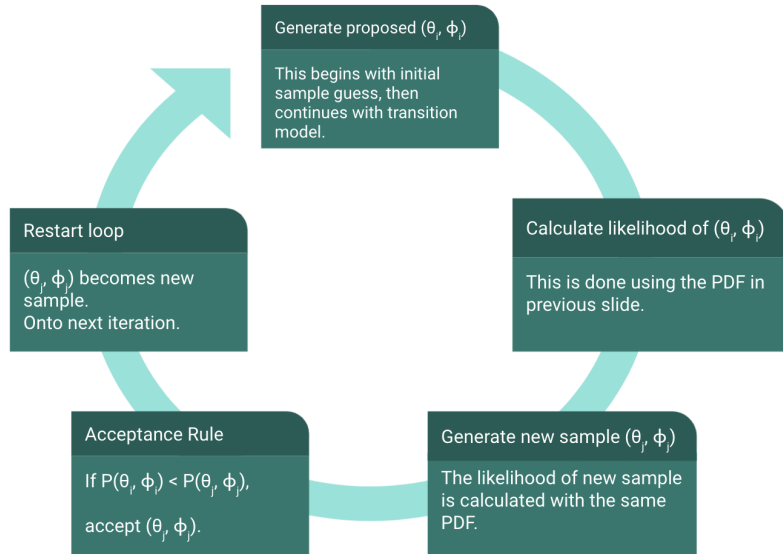 Generate proposed (θᵢ, ϕᵢ)
This begins with initial
sample guess, then
continues with transition
model.
Calculate likelihood of (θᵢ, ϕᵢ)
This is done using the PDF in
previous slide.
Generate new sample (θⱼ, ϕⱼ)
The likelihood of new sample
is calculated with the same
PDF.
Acceptance Rule
If P(θᵢ, ϕᵢ) < P(θⱼ, ϕⱼ),
accept (θⱼ, ϕⱼ).
Restart loop
(θⱼ, ϕⱼ) becomes new
sample.
Onto next iteration.